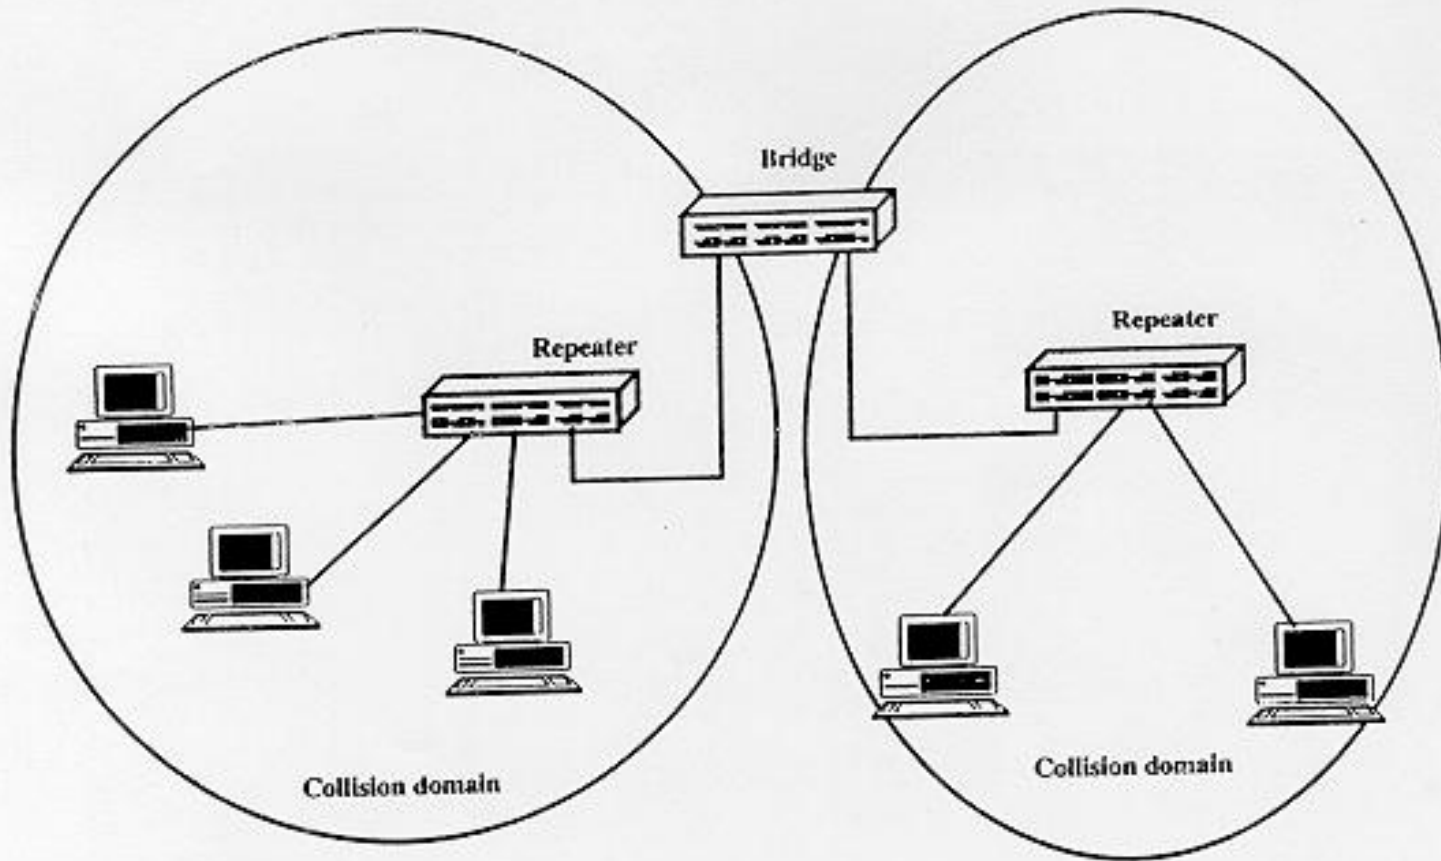 Bridge
Repeater
Repeater
Collision domain
Collision domain